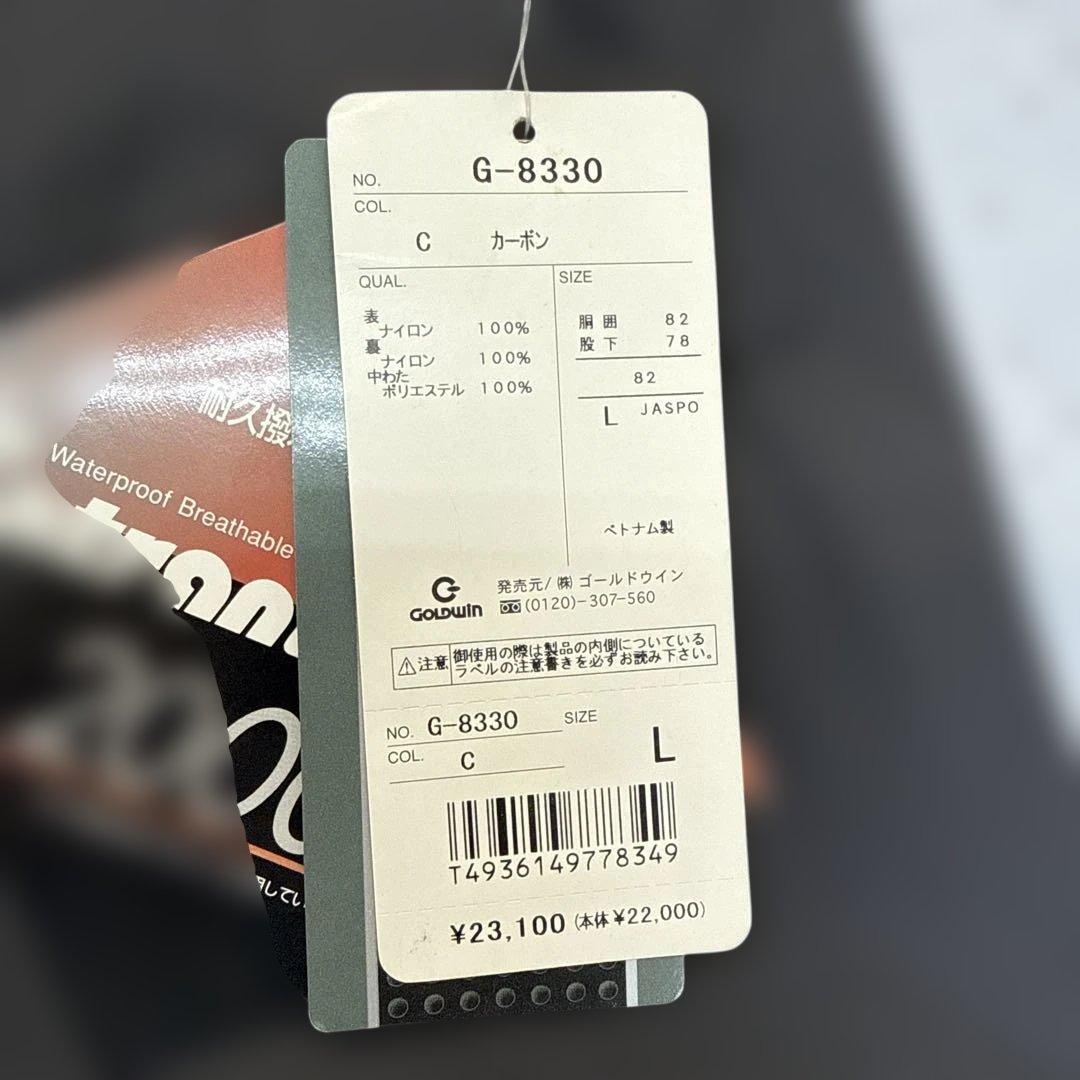 NO. G-8330
COL.
C カーボン
QUAL.
表
ナイロン 100%
裏
ナイロン 100%
中わた
ポリエステル 100%
SIZE
胴囲 82
股下 78
82
L JASPO
ベトナム製
GOLDWIN
発売元/(株)ゴールドウイン
(0120)-307-560
注意 御使用の際は製品の内側についている
ラベルの注意書きを必ずお読み下さい。
NO. G-8330 SIZE
COL. C L
T4936149778349
¥23,100 (本体¥22,000)
耐久撥
Waterproof Breathable
tran